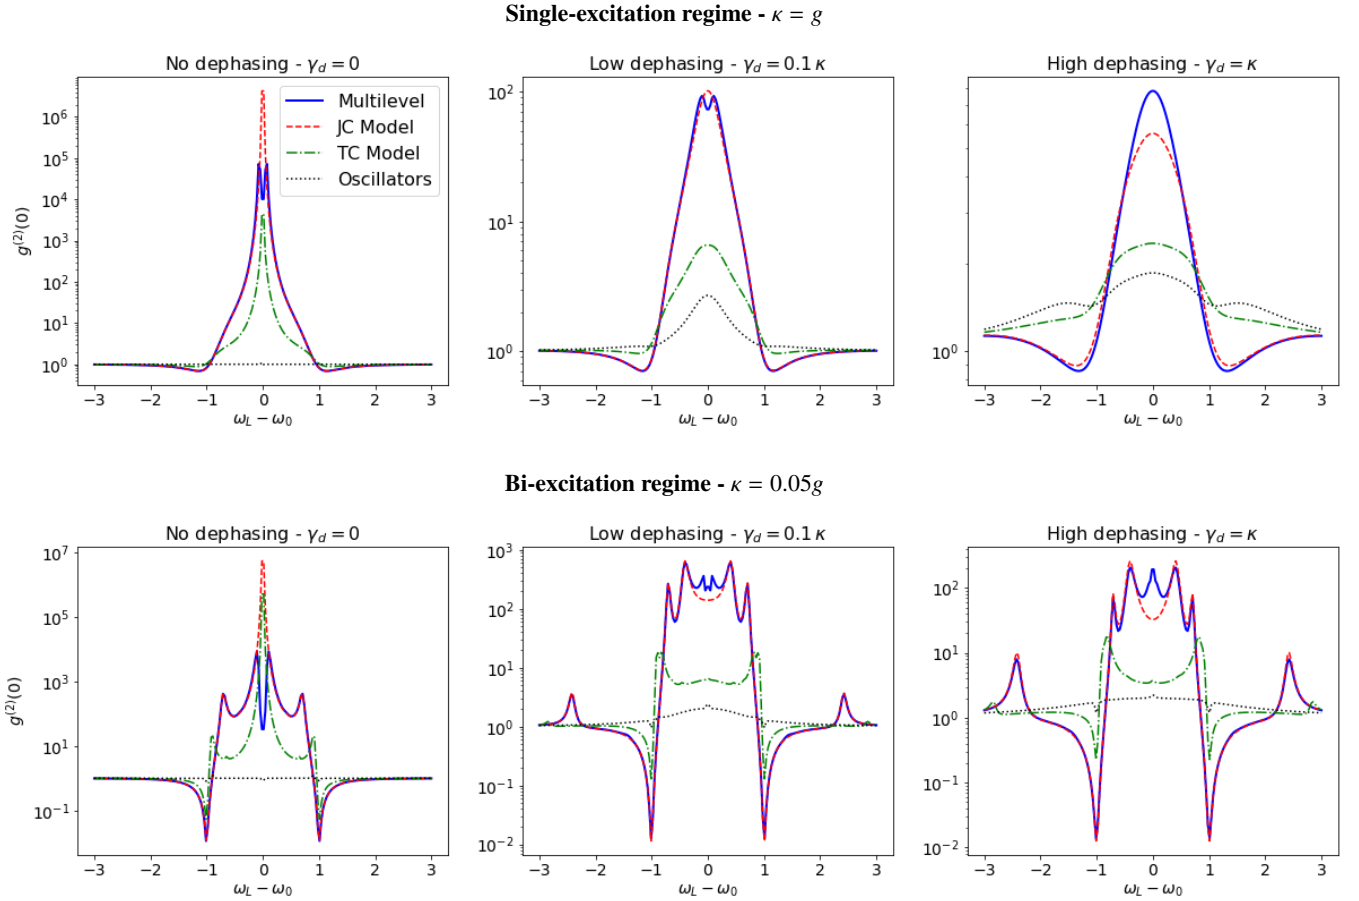 Single-excitation regime - κ = g
No dephasing - γd = 0
Low dephasing - γd = 0.1 κ
High dephasing - γd = κ
g(2)(0)
10^6
10^5
10^4
10^3
10^2
10^1
10^0
Multilevel
JC Model
TC Model
Oscillators
−3 −2 −1 0 1 2 3
ωL − ω0
10^2
10^1
10^0
−3 −2 −1 0 1 2 3
ωL − ω0
10^0
−3 −2 −1 0 1 2 3
ωL − ω0
Bi-excitation regime - κ = 0.05g
No dephasing - γd = 0
Low dephasing - γd = 0.1 κ
High dephasing - γd = κ
g(2)(0)
10^7
10^5
10^3
10^1
10^−1
−3 −2 −1 0 1 2 3
ωL − ω0
10^3
10^2
10^1
10^0
10^−1
10^−2
−3 −2 −1 0 1 2 3
ωL − ω0
10^2
10^1
10^0
10^−1
10^−2
−3 −2 −1 0 1 2 3
ωL − ω0